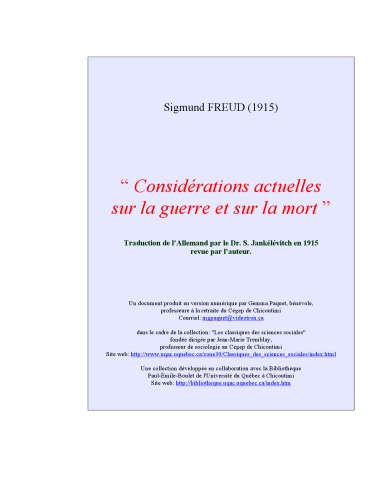 Sigmund FREUD (1915)
“ Considérations actuelles
sur la guerre et sur la mort ”
Traduction de l’Allemand par le Dr. S. Jankélévitch en 1915
revue par l’auteur.
Un document produit en version numérique par Gemma Paquet, bénévole,
professeure à la retraite du Cégep de Chicoutimi
Courriel: mgpaquet@videotron.ca
dans le cadre de la collection: "Les classiques des sciences sociales"
fondée dirigée par Jean-Marie Tremblay,
professeur de sociologie au Cégep de Chicoutimi
Site web: http://www.uqac.uquebec.ca/zone30/Classiques_des_sciences_sociales/index.html
Une collection développée en collaboration avec la Bibliothèque
Paul-Émile-Boulet de l'Université du Québec à Chicoutimi
Site web: http://bibliotheque.uqac.uquebec.ca/index.htm